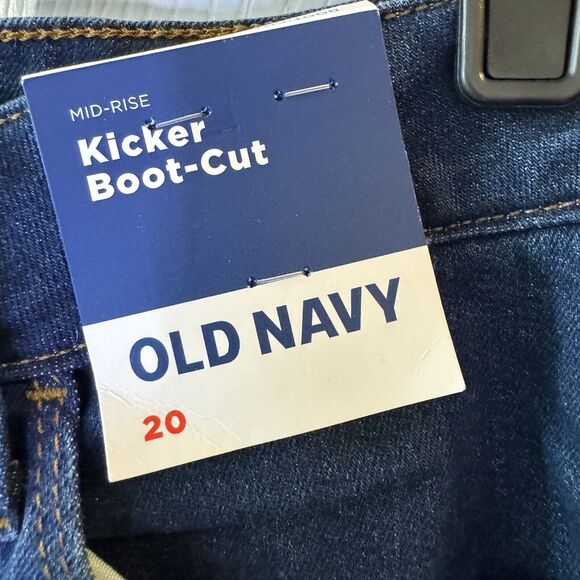 MID-RISE
Kicker
Boot-Cut
OLD NAVY
20